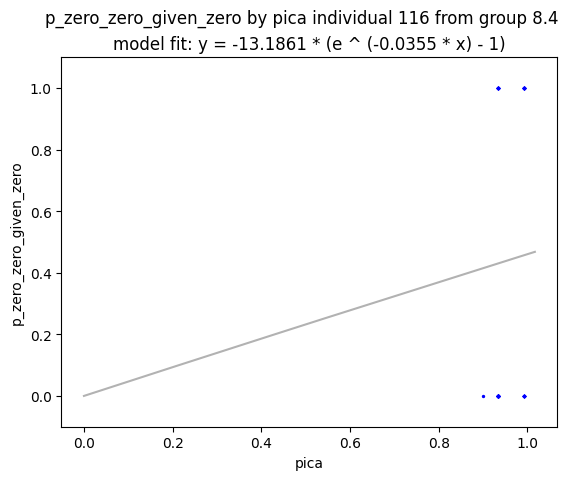 p_zero_zero_given_zero by pica individual 116 from group 8.4
model fit: y = -13.1861 * (e ^ (-0.0355 * x) - 1)
1.0
0.8
0.6
0.4
0.2
0.0
p_zero_zero_given_zero
0.0 0.2 0.4 0.6 0.8 1.0
pica